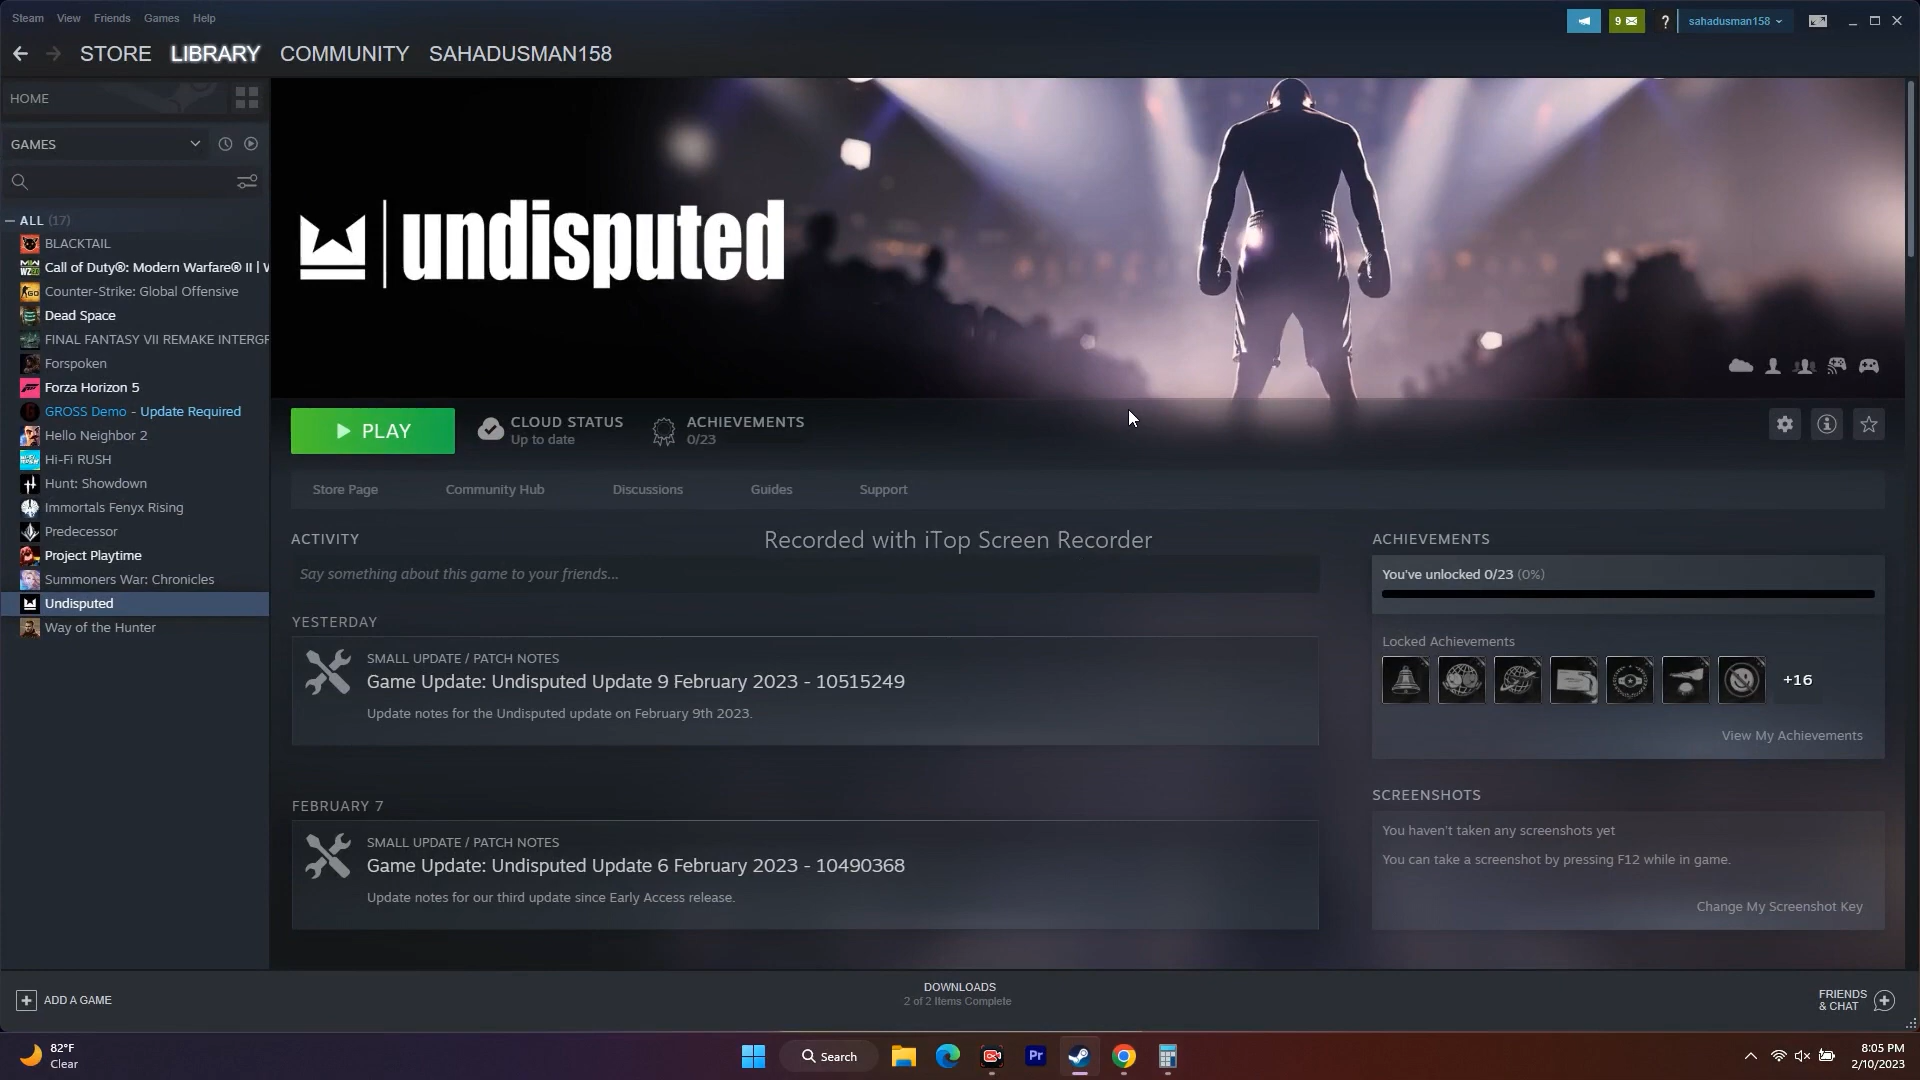 Steam View Friends Games Help
9 ? sahadusman158
STORE LIBRARY COMMUNITY SAHADUSMAN158
HOME
GAMES
ALL (17)
BLACKTAIL
Call of Duty®: Modern Warfare® II |
Counter-Strike: Global Offensive
Dead Space
FINAL FANTASY VII REMAKE INTERGR
Forspoken
Forza Horizon 5
GROSS Demo - Update Required
Hello Neighbor 2
Hi-Fi RUSH
Hunt: Showdown
Immortals Fenyx Rising
Predecessor
Project Playtime
Summoners War: Chronicles
Undisputed
Way of the Hunter
undisputed
PLAY
CLOUD STATUS
Up to date
ACHIEVEMENTS
0/23
Store Page Community Hub Discussions Guides Support
ACTIVITY
Recorded with iTop Screen Recorder
Say something about this game to your friends...
YESTERDAY
SMALL UPDATE / PATCH NOTES
Game Update: Undisputed Update 9 February 2023 - 10515249
Update notes for the Undisputed update on February 9th 2023.
FEBRUARY 7
SMALL UPDATE / PATCH NOTES
Game Update: Undisputed Update 6 February 2023 - 10490368
Update notes for our third update since Early Access release.
ACHIEVEMENTS
You've unlocked 0/23 (0%)
Locked Achievements
+16
View My Achievements
SCREENSHOTS
You haven't taken any screenshots yet
You can take a screenshot by pressing F12 while in game.
Change My Screenshot Key
ADD A GAME
DOWNLOADS
2 of 2 Items Complete
FRIENDS
& CHAT
82°F
Clear
Search
Pr
8:05 PM
2/10/2023